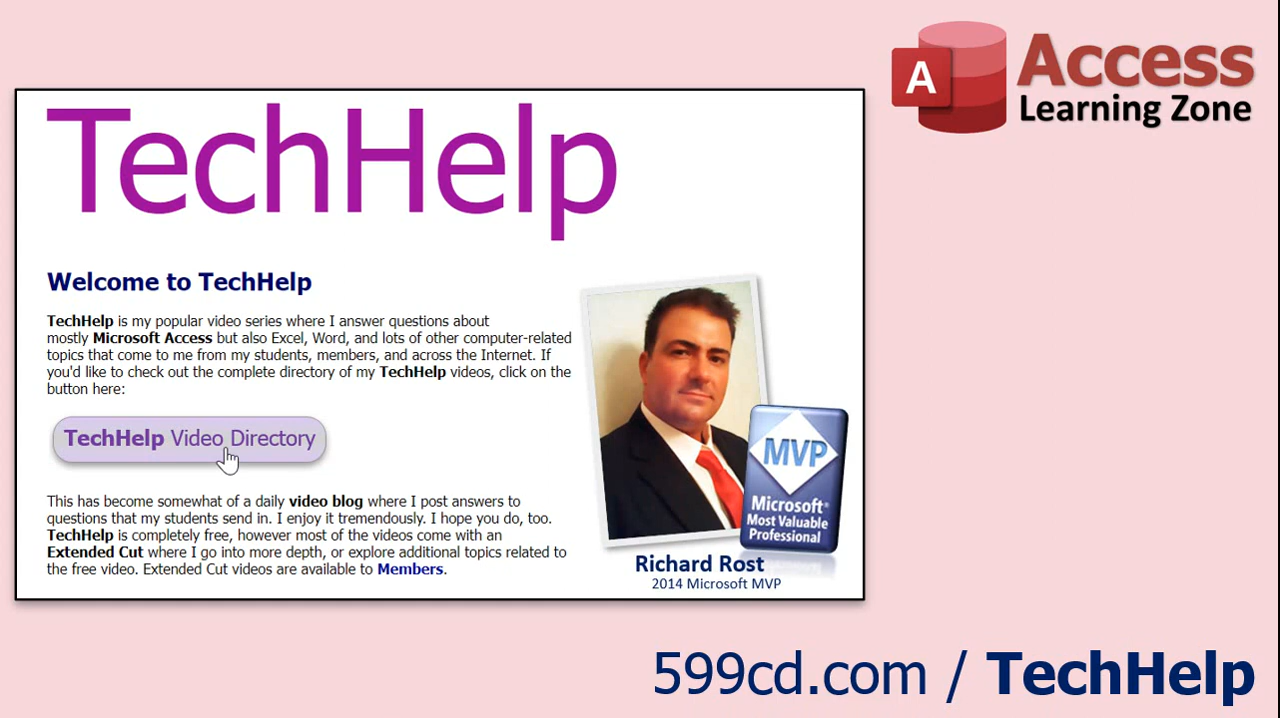 A
Access
Learning Zone
TechHelp
Welcome to TechHelp
TechHelp is my popular video series where I answer questions about
mostly Microsoft Access but also Excel, Word, and lots of other computer-related
topics that come to me from my students, members, and across the Internet. If
you'd like to check out the complete directory of my TechHelp videos, click on the
button here:
TechHelp Video Directory
This has become somewhat of a daily video blog where I post answers to
questions that my students send in. I enjoy it tremendously. I hope you do, too.
TechHelp is completely free, however most of the videos come with an
Extended Cut where I go into more depth, or explore additional topics related to
the free video. Extended Cut videos are available to Members.
MVP
Microsoft®
Most Valuable
Professional
Richard Rost
2014 Microsoft MVP
599cd.com / TechHelp